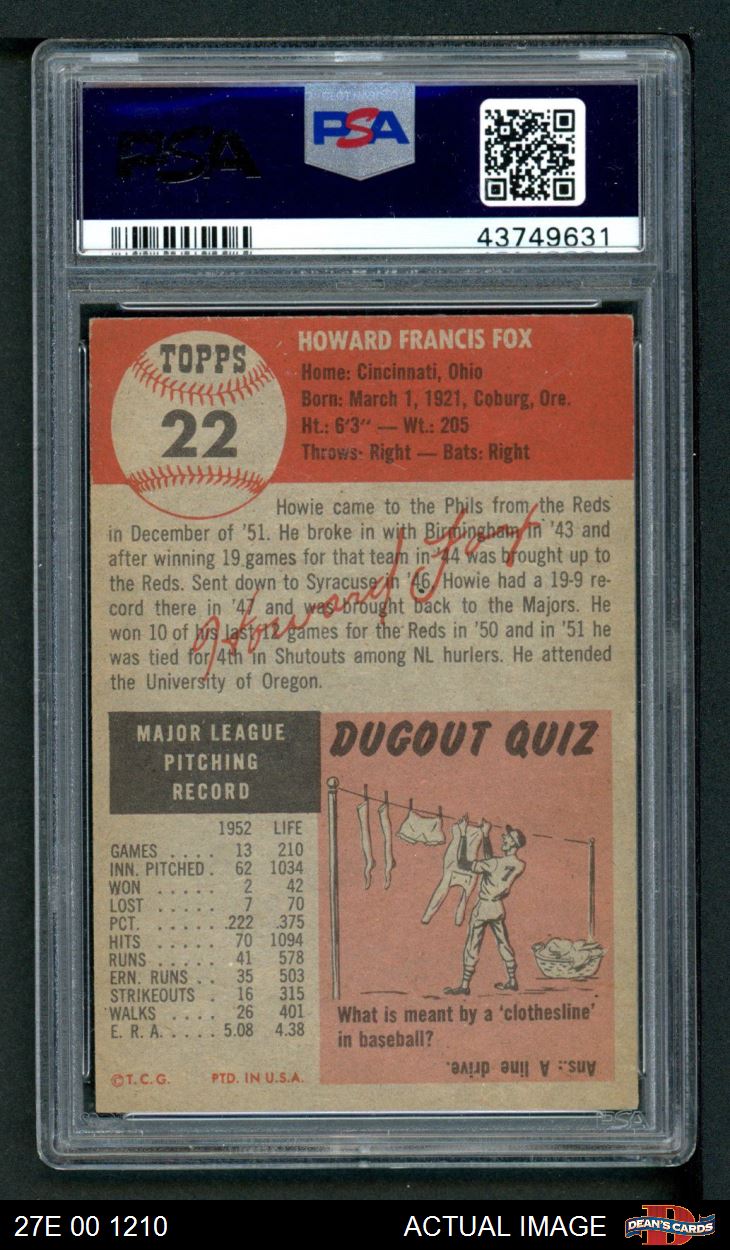 PSA
PSA
43749631
TOPPS
22
HOWARD FRANCIS FOX
Home: Cincinnati, Ohio
Born: March 1, 1921, Coburg, Ore.
Ht.: 6'3" — Wt.: 205
Throws: Right — Bats: Right
Howie came to the Phils from the Reds
in December of '51. He broke in with Birmingham in '43 and
after winning 19 games for that team in '44 was brought up to
the Reds. Sent down to Syracuse in '46, Howie had a 19-9 re-
cord there in '47 and was brought back to the Majors. He
won 10 of his last 12 games for the Reds in '50 and in '51 he
was tied for 4th in Shutouts among NL hurlers. He attended
the University of Oregon.
Howard Fox
MAJOR LEAGUE
PITCHING
RECORD
1952 LIFE
GAMES .... 13 210
INN. PITCHED . 62 1034
WON ..... 2 42
LOST ..... 7 70
PCT. ..... .222 .375
HITS ..... 70 1094
RUNS ..... 41 578
ERN. RUNS .. 35 503
STRIKEOUTS . 16 315
WALKS .... 26 401
E. R. A. .... 5.08 4.38
DUGOUT QUIZ
7
What is meant by a 'clothesline'
in baseball?
Ans.: A line drive.
©T.C.G. PTD. IN U.S.A.
PSA
27E 00 1210 ACTUAL IMAGE
DEAN'S CARDS